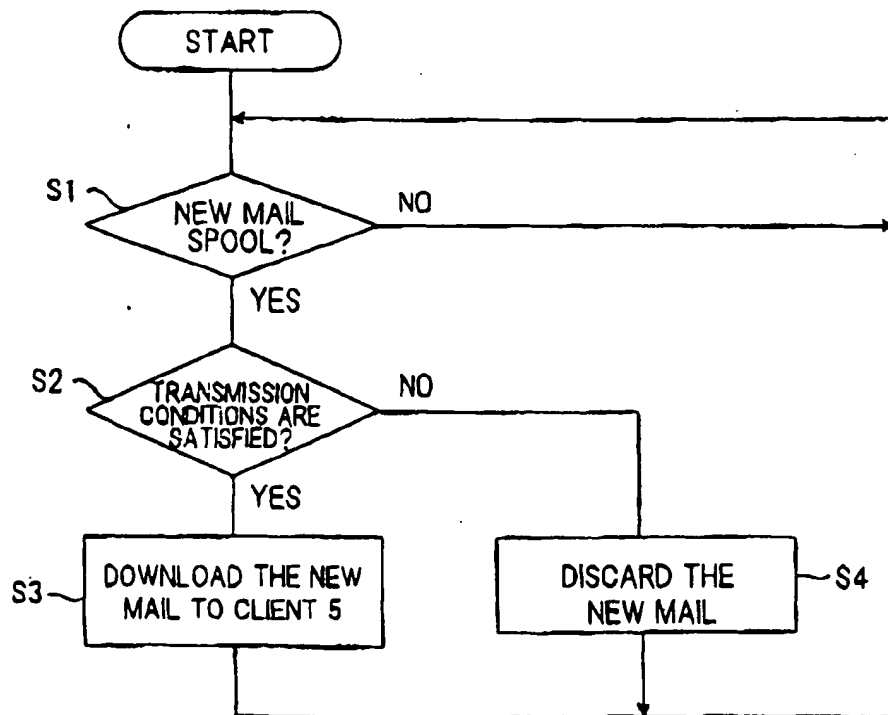 START
S1
NEW MAIL
SPOOL?
NO
YES
S2
TRANSMISSION
CONDITIONS ARE
SATISFIED?
NO
YES
S3
DOWNLOAD THE NEW
MAIL TO CLIENT 5
DISCARD THE
NEW MAIL
S4